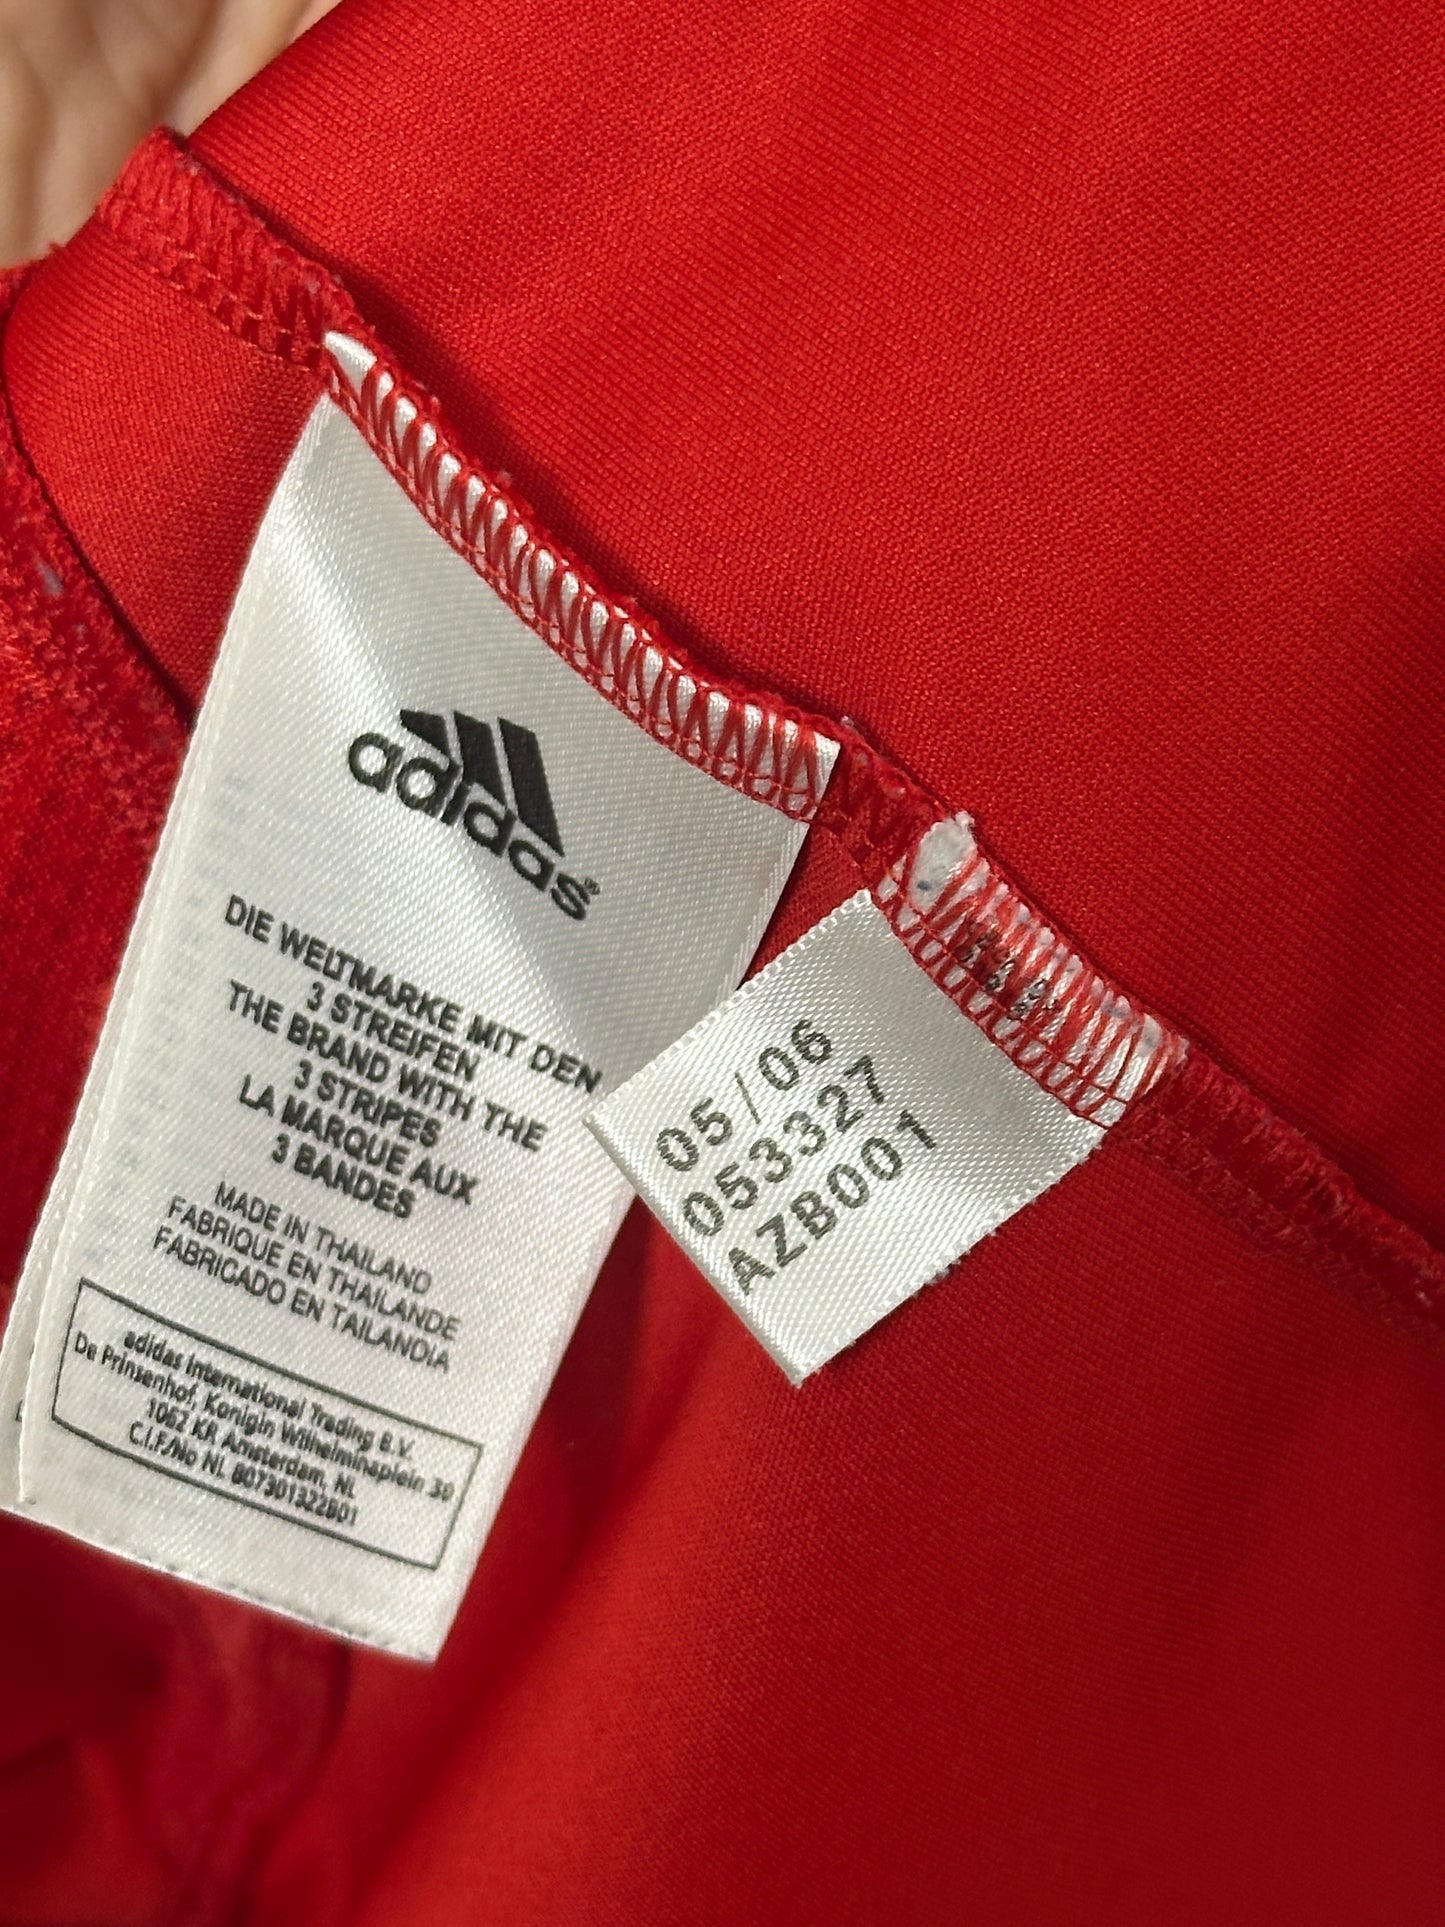 adidas®
DIE WELTMARKE MIT DEN
3 STREIFEN
THE BRAND WITH THE
3 STRIPES
LA MARQUE AUX
3 BANDES
MADE IN THAILAND
FABRIQUE EN THAILANDE
FABRICADO EN TAILANDIA
adidas International Trading B.V.
De Prinsenhof, Konigin Wilhelminaplein 30
1062 KR Amsterdam, NL
C.I.F./No NL 807301322B01
05/06
053327
AZB001